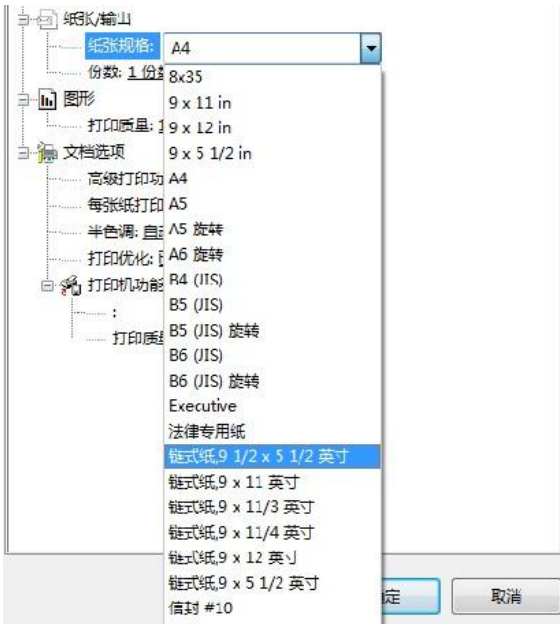 纸张/输出
纸张规格: A4
份数: 1 份
8x35
图形
9 x 11 in
打印质量:
9 x 12 in
文档选项
9 x 5 1/2 in
高级打印功
A4
每张纸打印
A5
半色调: 自
A5 旋转
打印优化:
A6 旋转
打印机功能
B4 (JIS)
:
B5 (JIS)
打印质
B5 (JIS) 旋转
B6 (JIS)
B6 (JIS) 旋转
Executive
法律专用纸
链式纸,9 1/2 x 5 1/2 英寸
链式纸,9 x 11 英寸
链式纸,9 x 11/3 英寸
链式纸,9 x 11/4 英寸
链式纸,9 x 12 英寸
链式纸,9 x 5 1/2 英寸
信封 #10
定
取消